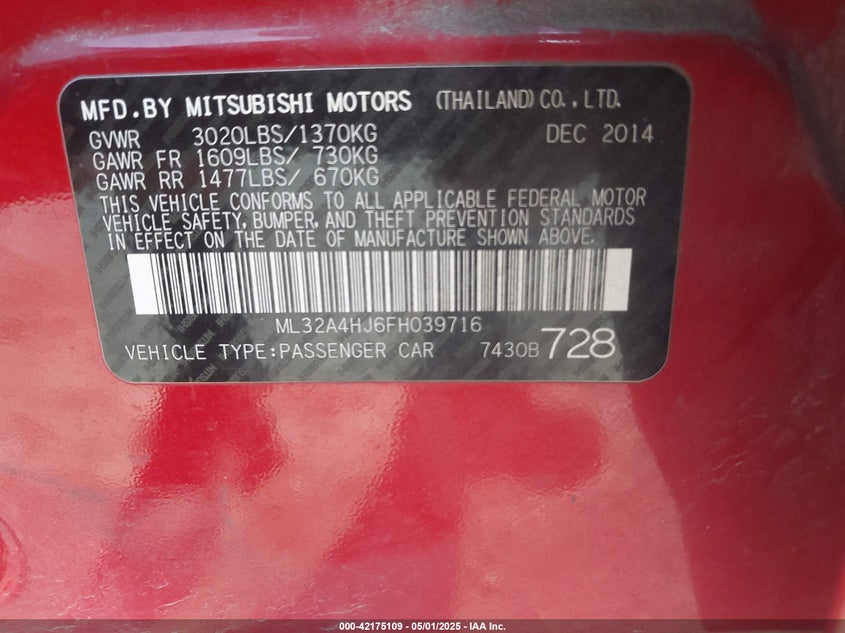 MFD.BY MITSUBISHI MOTORS (THAILAND)CO.,LTD.
GVWR 3020LBS/1370KG DEC 2014
GAWR FR 1609LBS/ 730KG
GAWR RR 1477LBS/ 670KG
THIS VEHICLE CONFORMS TO ALL APPLICABLE FEDERAL MOTOR
VEHICLE SAFETY,BUMPER,AND THEFT PREVENTION STANDARDS
IN EFFECT ON THE DATE OF MANUFACTURE SHOWN ABOVE.
ML32A4HJ6FH039716
VEHICLE TYPE:PASSENGER CAR 7430B 728
000-42175109 - 05/01/2025 - IAA Inc.